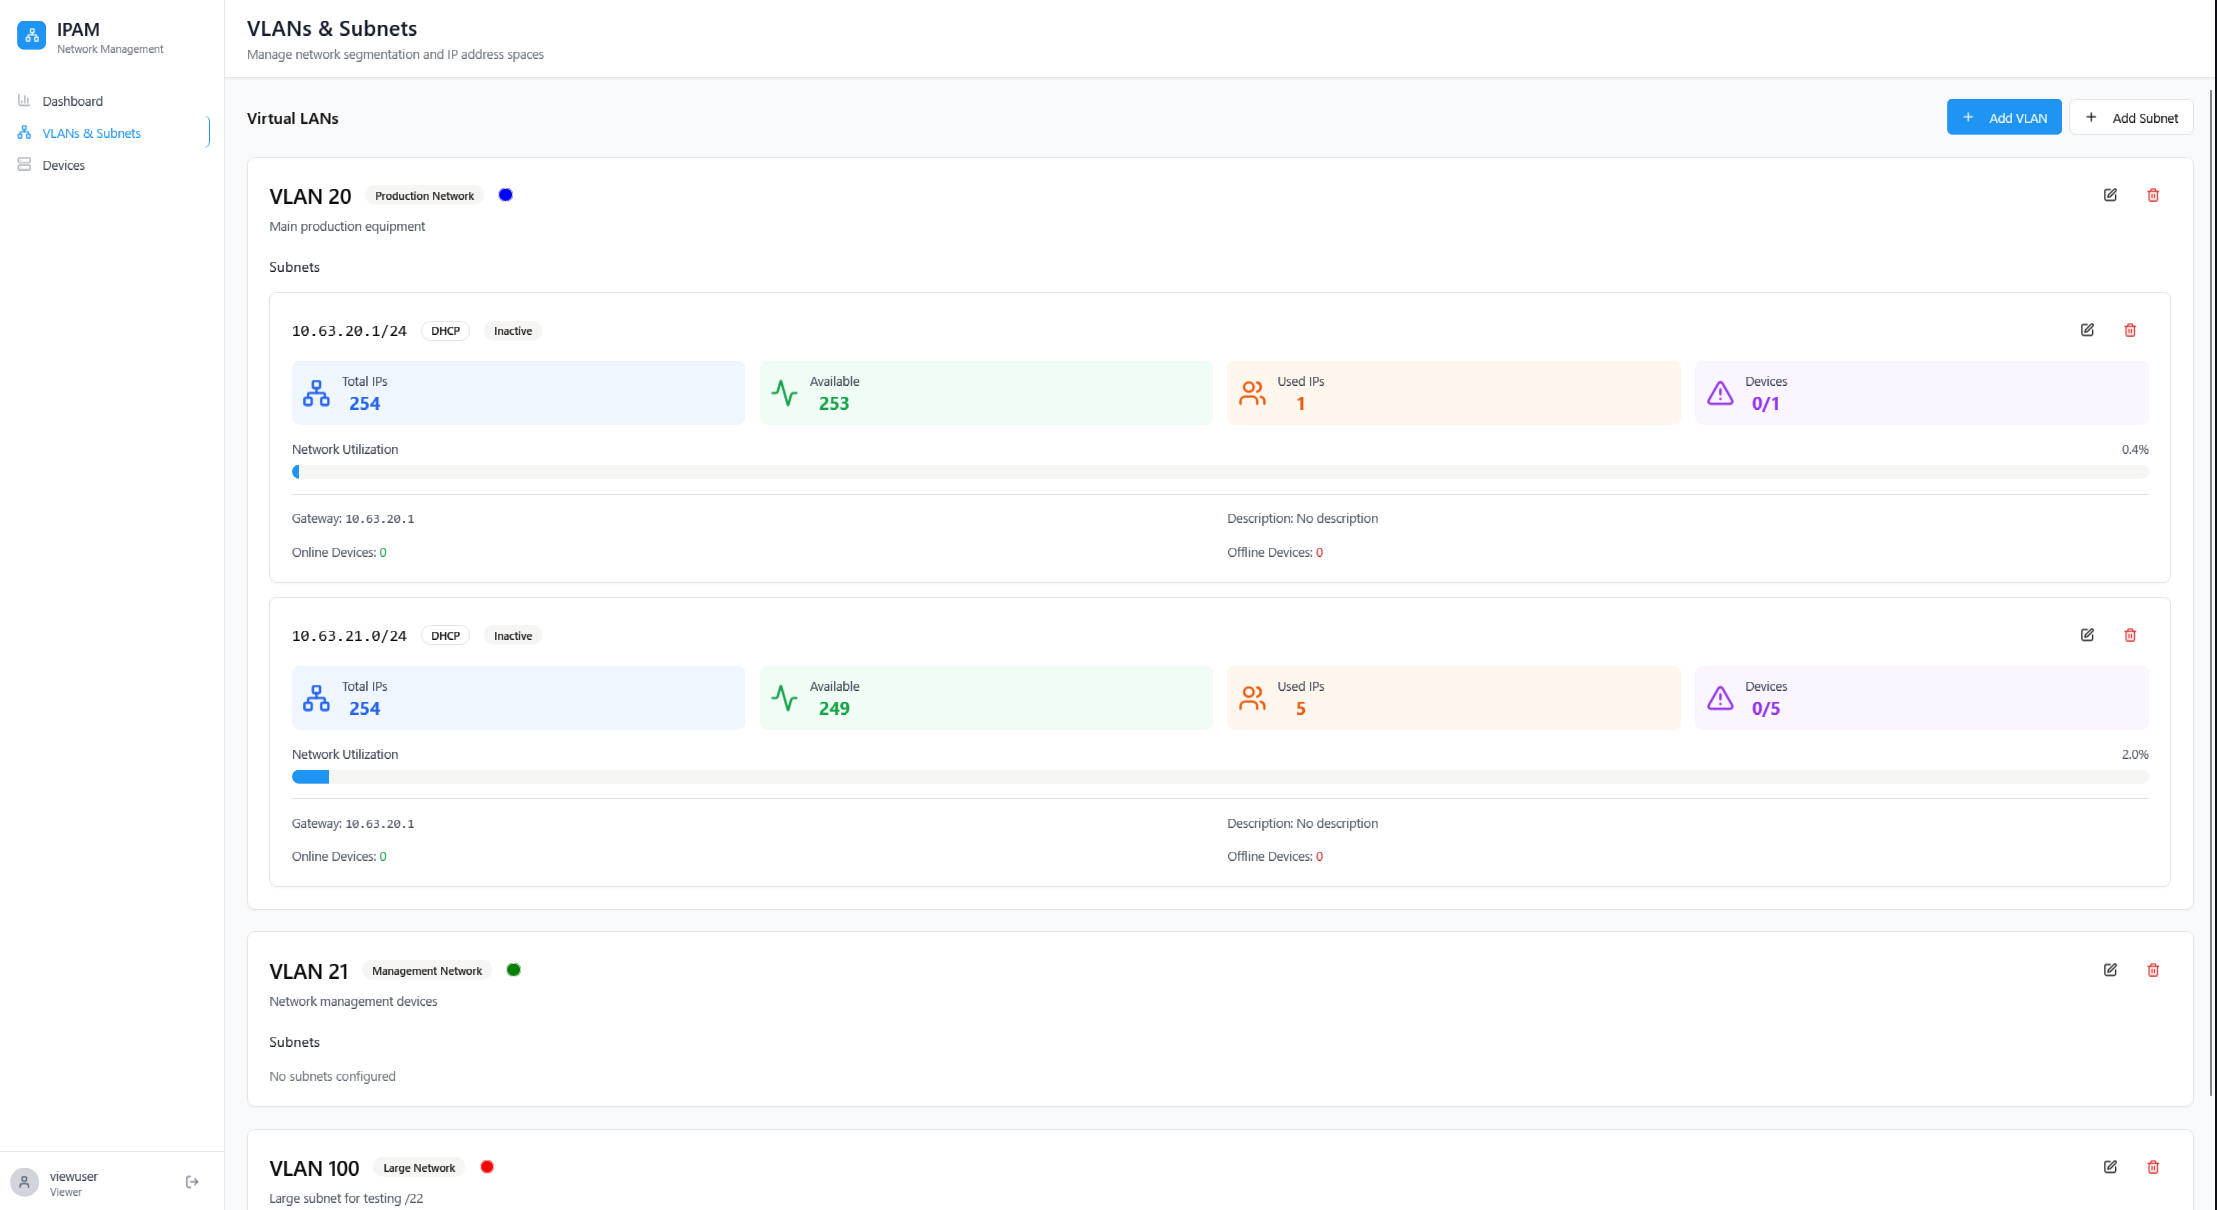 IPAM
Network Management
Dashboard
VLANs & Subnets
Devices
viewuser
Viewer
VLANs & Subnets
Manage network segmentation and IP address spaces
Virtual LANs
Add VLAN
Add Subnet
VLAN 20 Production Network
Main production equipment
Subnets
10.63.20.1/24 DHCP Inactive
Total IPs
254
Available
253
Used IPs
1
Devices
0/1
Network Utilization 0.4%
Gateway: 10.63.20.1
Description: No description
Online Devices: 0
Offline Devices: 0
10.63.21.0/24 DHCP Inactive
Total IPs
254
Available
249
Used IPs
5
Devices
0/5
Network Utilization 2.0%
Gateway: 10.63.20.1
Description: No description
Online Devices: 0
Offline Devices: 0
VLAN 21 Management Network
Network management devices
Subnets
No subnets configured
VLAN 100 Large Network
Large subnet for testing /22